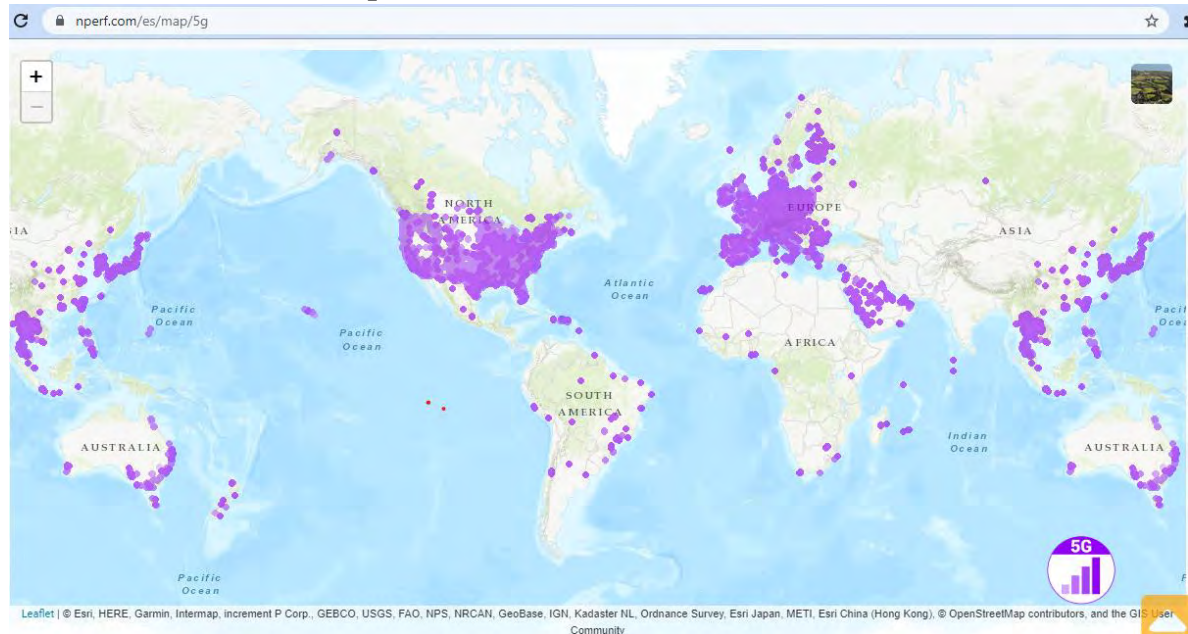 nperf.com/es/map/5g
+
−
NORTH
AMERICA
EUROPE
IA
ASIA
Atlantic
Ocean
Pacific
Ocean
Pacific
Ocean
AFRICA
SOUTH
AMERICA
AUSTRALIA
Indian
Ocean
AUSTRALIA
5G
Pacific
Ocean
Leaflet | © Esri, HERE, Garmin, Intermap, increment P Corp., GEBCO, USGS, FAO, NPS, NRCAN, GeoBase, IGN, Kadaster NL, Ordnance Survey, Esri Japan, METI, Esri China (Hong Kong), © OpenStreetMap contributors, and the GIS User
Community